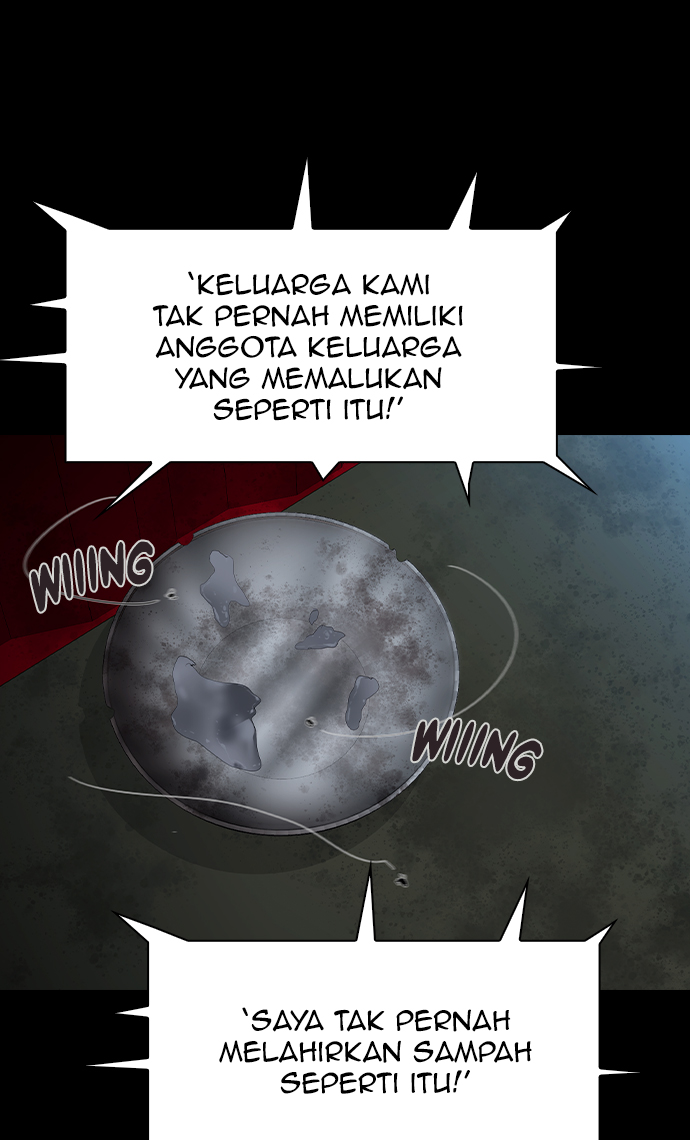 ‘KELUARGA KAMI
TAK PERNAH MEMILIKI
ANGGOTA KELUARGA
YANG MEMALUKAN
SEPERTI ITU!’
WIIING
WIIING
‘SAYA TAK PERNAH
MELAHIRKAN SAMPAH
SEPERTI ITU!’